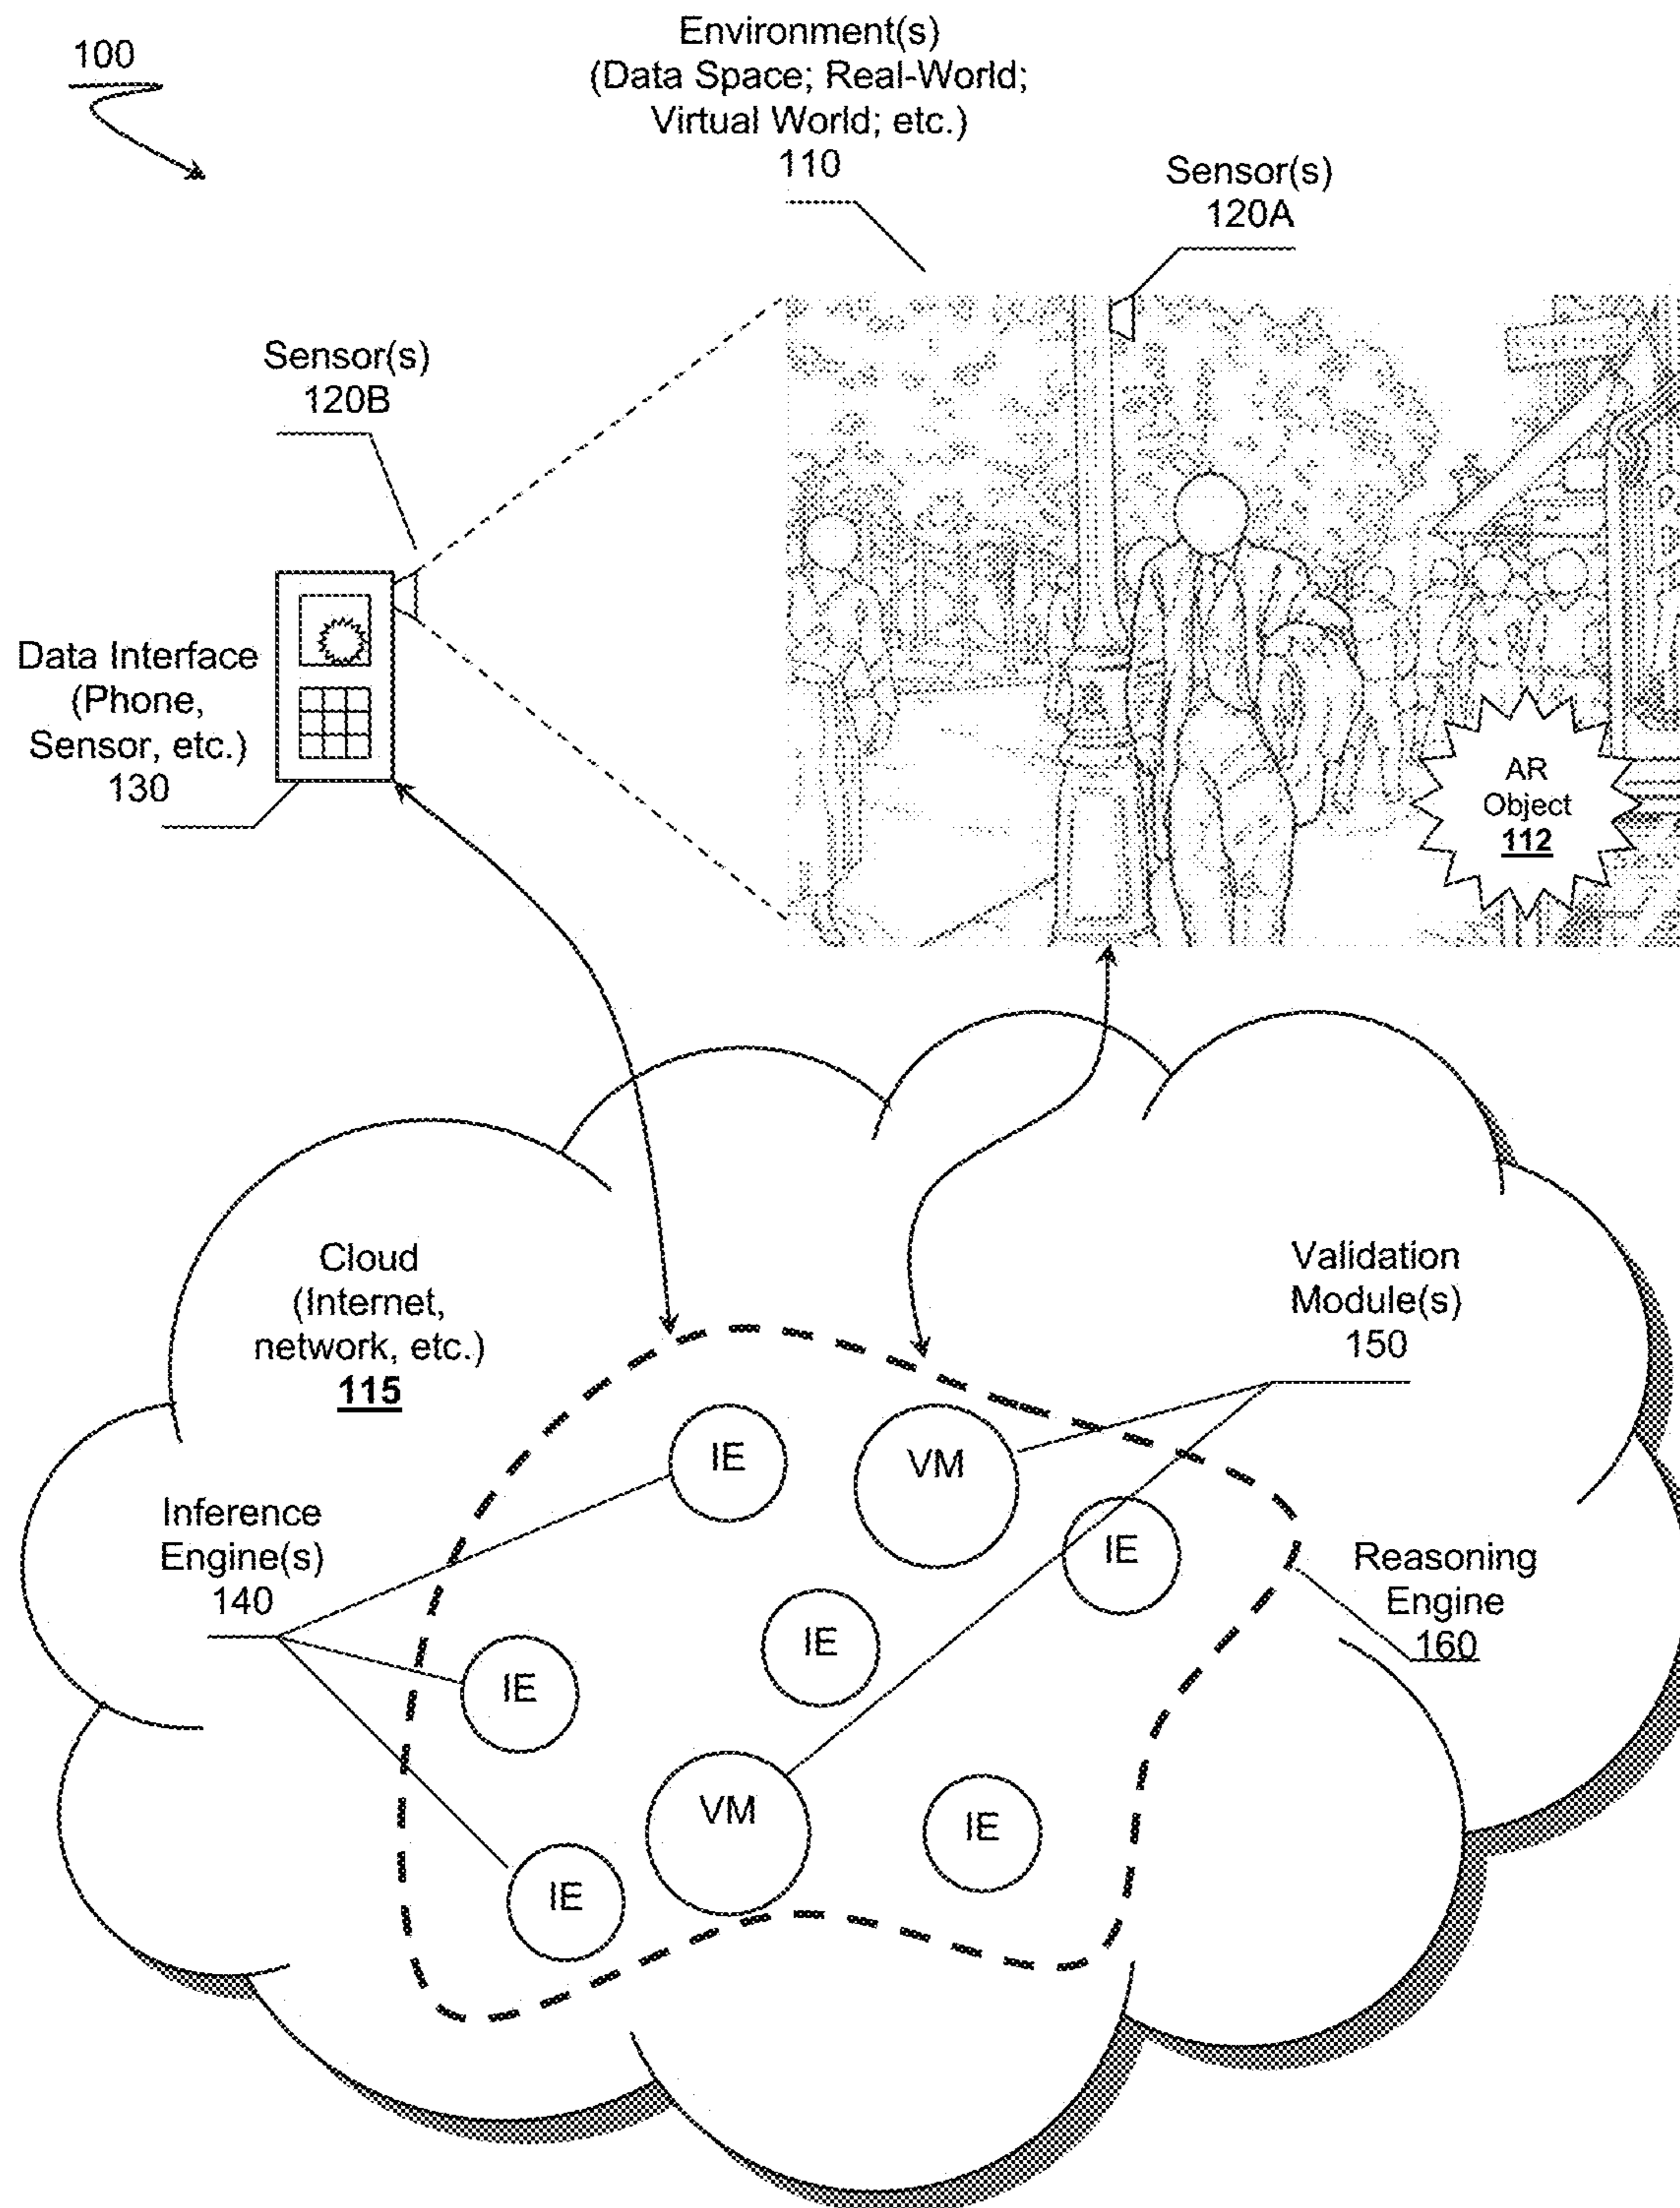 100
Environment(s)
(Data Space; Real-World;
Virtual World; etc.)
110
Sensor(s)
120A
Sensor(s)
120B
Data Interface
(Phone,
Sensor, etc.)
130
AR
Object
112
Cloud
(Internet,
network, etc.)
115
Validation
Module(s)
150
IE
VM
Inference
Engine(s)
140
IE
Reasoning
Engine
160
IE
IE
VM
IE
IE